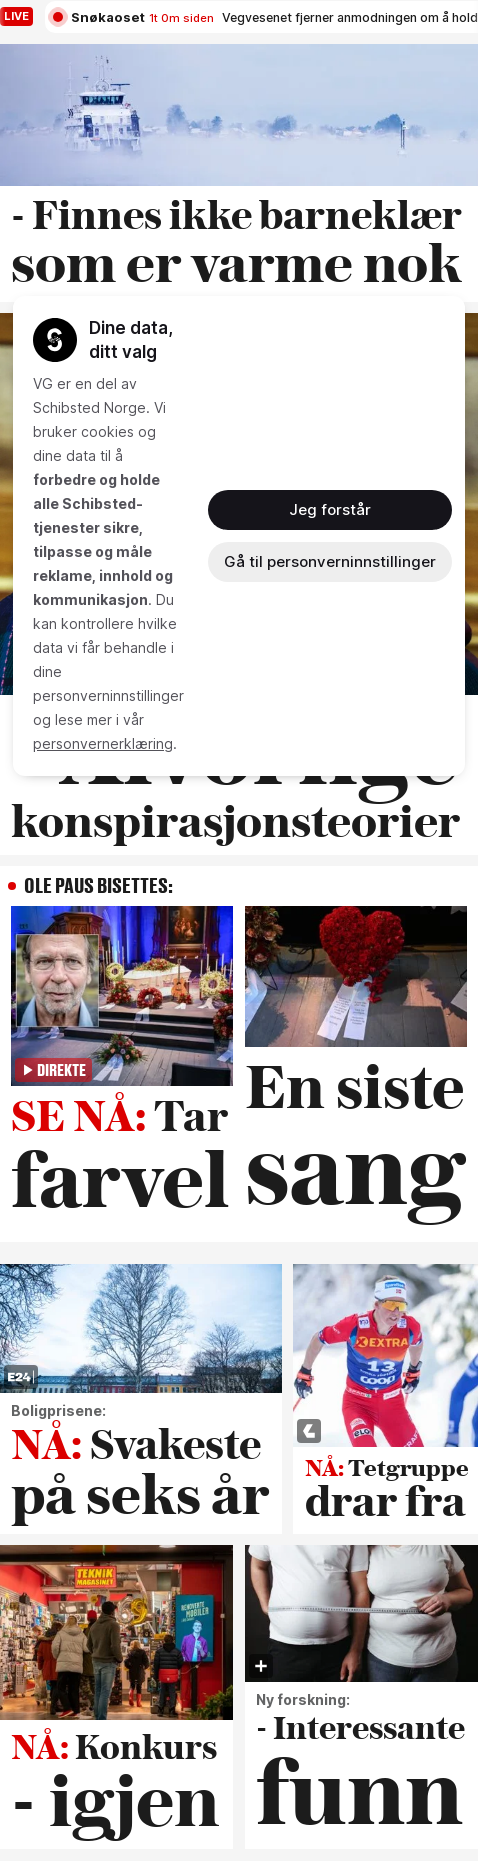 LIVE
Snøkaoset 1t 0m siden Vegvesenet fjerner anmodningen om å hold
- Finnes ikke barneklær
som er varme nok
Dine data,
ditt valg
VG er en del av
Schibsted Norge. Vi
bruker cookies og
dine data til å
forbedre og holde
alle Schibsted-
tjenester sikre,
tilpasse og måle
reklame, innhold og
kommunikasjon. Du
kan kontrollere hvilke
data vi får behandle i
dine
personverninnstillinger
og lese mer i vår
personvernerklæring.
Jeg forstår
Gå til personverninnstillinger
konspirasjonsteorier
OLE PAUS BISETTES:
DIREKTE
SE NÅ: Tar
farvel
En siste
sang
E24
Boligprisene:
NÅ: Svakeste
på seks år
EXTRA
13
coop
NÅ: Tetgruppe
drar fra
TEKNIK
MAGASINET
RENOVERTE
MOBILER
NÅ: Konkurs
- igjen
Ny forskning:
- Interessante
funn